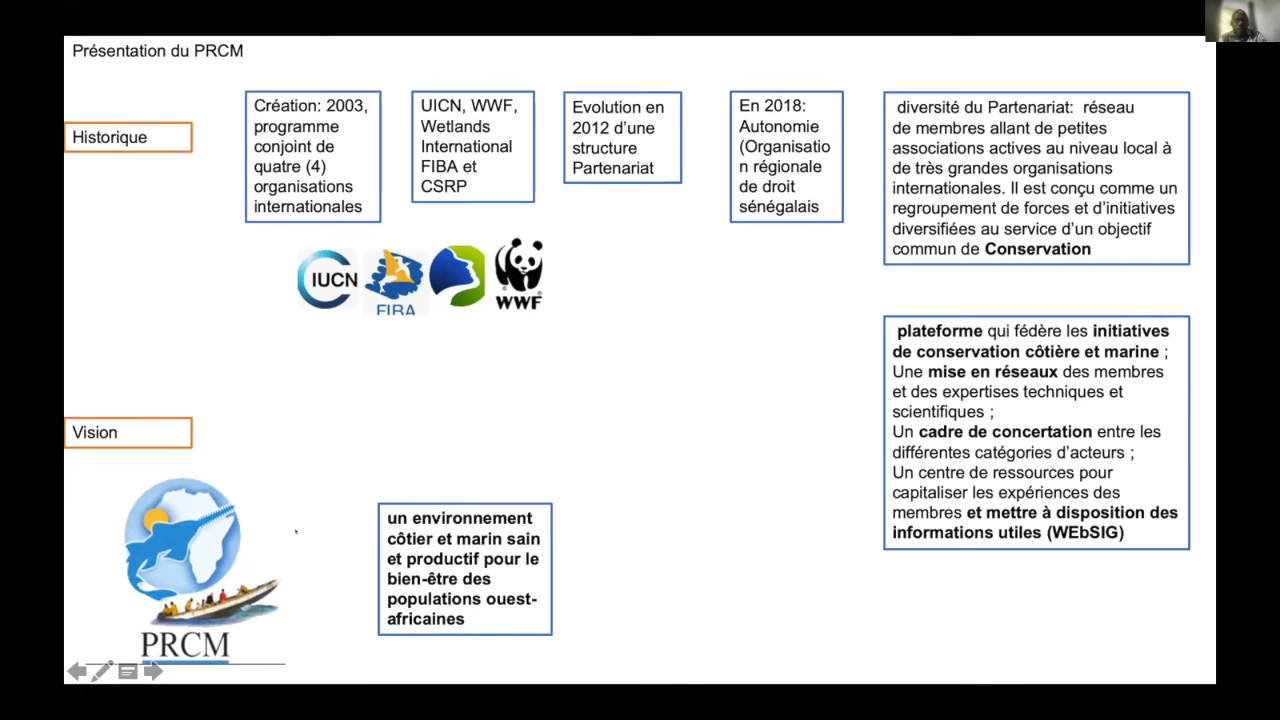 Présentation du PRCM
Historique
Création: 2003,
programme
conjoint de
quatre (4)
organisations
internationales
UICN, WWF,
Wetlands
International
FIBA et
CSRP
Evolution en
2012 d’une
structure
Partenariat
En 2018:
Autonomie
(Organisatio
n régionale
de droit
sénégalais
diversité du Partenariat: réseau
de membres allant de petites
associations actives au niveau local à
de très grandes organisations
internationales. Il est conçu comme un
regroupement de forces et d’initiatives
diversifiées au service d’un objectif
commun de Conservation
IUCN
FIBA
WWF
plateforme qui fédère les initiatives
de conservation côtière et marine ;
Une mise en réseaux des membres
et des expertises techniques et
scientifiques ;
Un cadre de concertation entre les
différentes catégories d’acteurs ;
Un centre de ressources pour
capitaliser les expériences des
membres et mettre à disposition des
informations utiles (WEbSIG)
Vision
un environnement
côtier et marin sain
et productif pour le
bien-être des
populations ouest-
africaines
PRCM